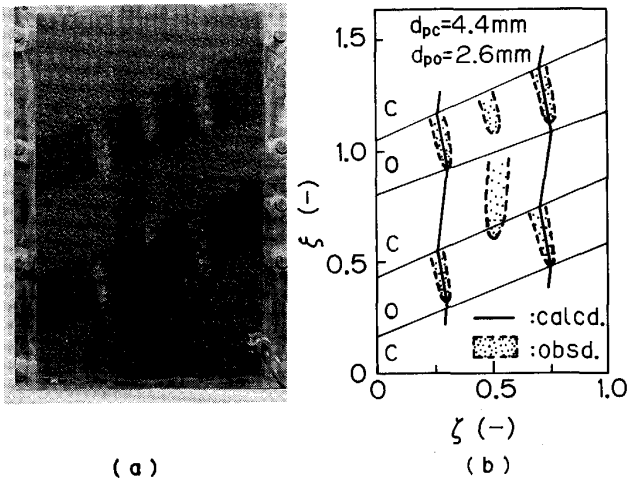 1.5
1.0
0.5
0
ξ (-)
d_pc=4.4mm
d_po=2.6mm
C
O
C
O
C
— :calcd.
:obsd.
0 0.5 1.0
ζ (-)
(a) (b)